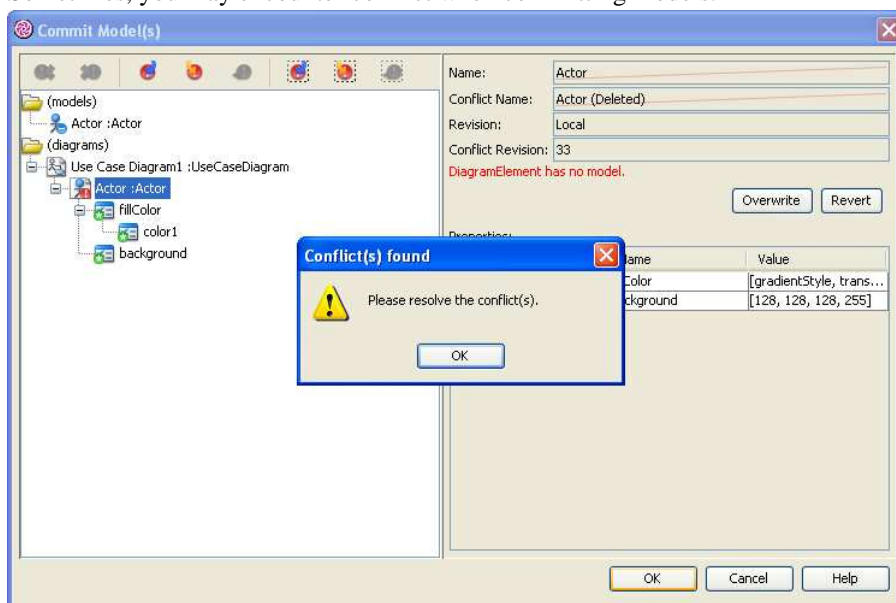 Commit Model(s)
(models)
Actor :Actor
(diagrams)
Use Case Diagram1 :UseCaseDiagram
Actor :Actor
fillColor
color1
background
Name:
Actor
Conflict Name:
Actor (Deleted)
Revision:
Local
Conflict Revision:
33
DiagramElement has no model.
Overwrite
Revert
Value
Color
[gradientStyle, trans...
ckground
[128, 128, 128, 255]
Conflict(s) found
Please resolve the conflict(s).
OK
OK
Cancel
Help